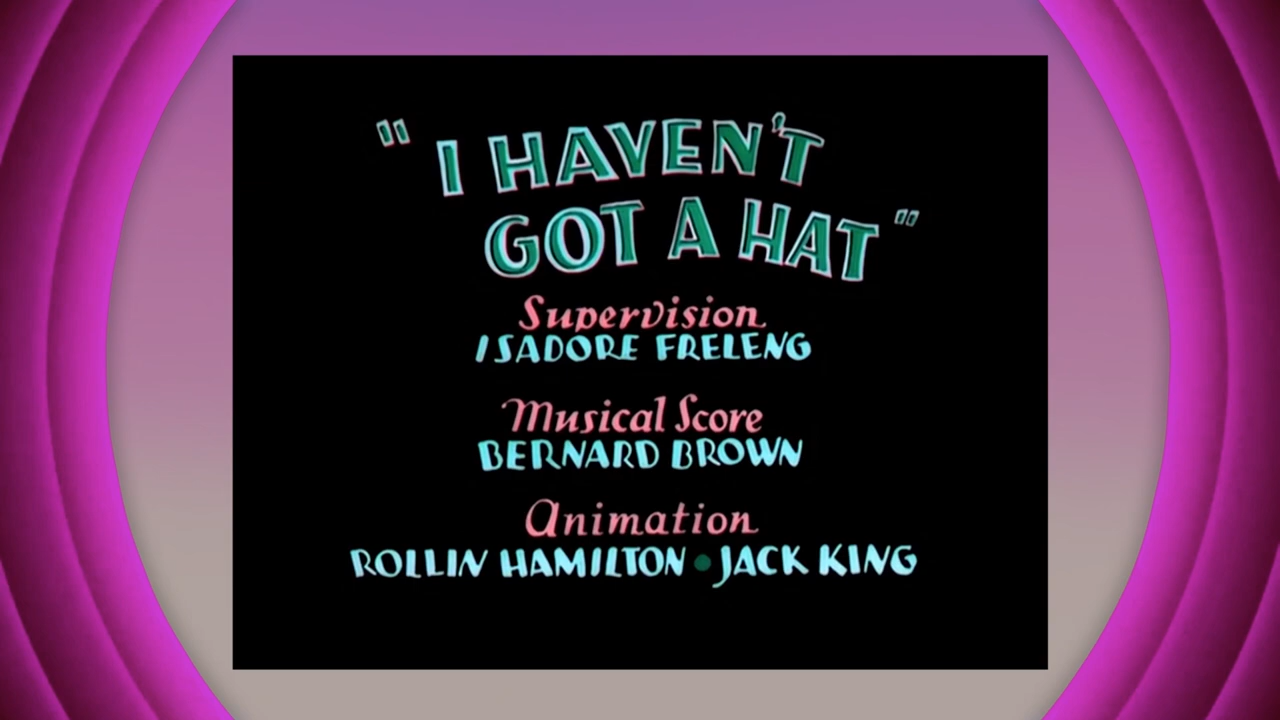 "I HAVEN'T
GOT A HAT"
Supervision
ISADORE FRELENG
Musical Score
BERNARD BROWN
Animation
ROLLIN HAMILTON • JACK KING